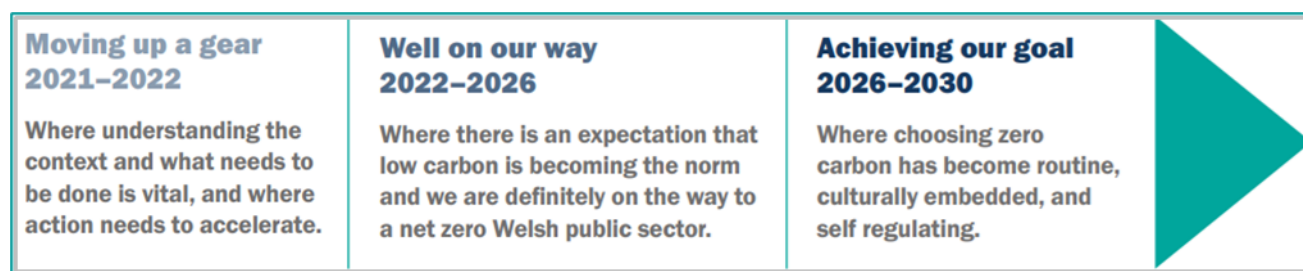 Moving up a gear
2021–2022
Where understanding the
context and what needs to
be done is vital, and where
action needs to accelerate.
Well on our way
2022–2026
Where there is an expectation that
low carbon is becoming the norm
and we are definitely on the way to
a net zero Welsh public sector.
Achieving our goal
2026–2030
Where choosing zero
carbon has become routine,
culturally embedded, and
self regulating.